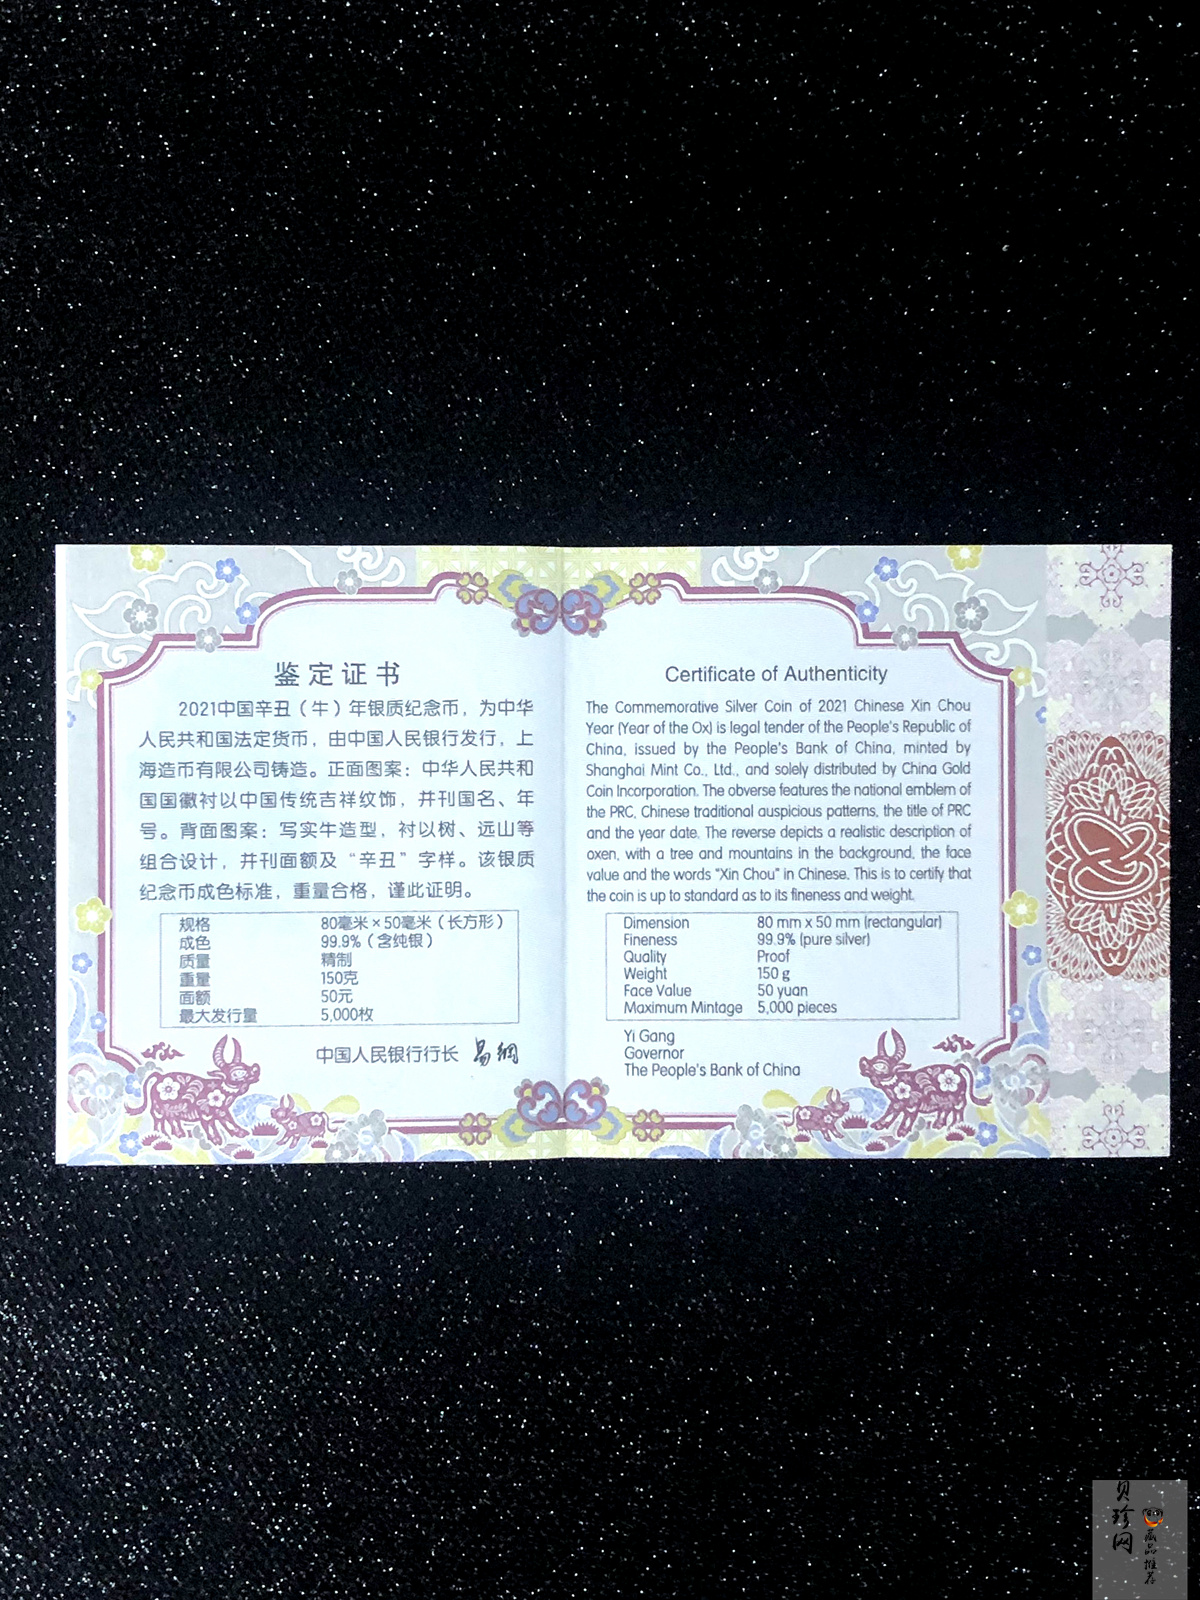 鉴定证书
2021中国辛丑（牛）年银质纪念币，为中华
人民共和国法定货币，由中国人民银行发行，上
海造币有限公司铸造。正面图案：中华人民共和
国国徽衬以中国传统吉祥纹饰，并刊国名、年
号。背面图案：写实牛造型，衬以树、远山等
组合设计，并刊面额及“辛丑”字样。该银质
纪念币成色标准，重量合格，谨此证明。
规格 80毫米×50毫米（长方形）
成色 99.9%（含纯银）
质量 精制
重量 150克
面额 50元
最大发行量 5,000枚
中国人民银行行长 易纲
Certificate of Authenticity
The Commemorative Silver Coin of 2021 Chinese Xin Chou
Year (Year of the Ox) is legal tender of the People's Republic of
China, issued by the People's Bank of China, minted by
Shanghai Mint Co., Ltd., and solely distributed by China Gold
Coin Incorporation. The obverse features the national emblem of
the PRC, Chinese traditional auspicious patterns, the title of PRC
and the year date. The reverse depicts a realistic description of
oxen, with a tree and mountains in the background, the face
value and the words "Xin Chou" in Chinese. This is to certify that
the coin is up to standard as to its fineness and weight.
Dimension 80 mm x 50 mm (rectangular)
Fineness 99.9% (pure silver)
Quality Proof
Weight 150 g
Face Value 50 yuan
Maximum Mintage 5,000 pieces
Yi Gang
Governor
The People's Bank of China
贝珍网
藏品推荐